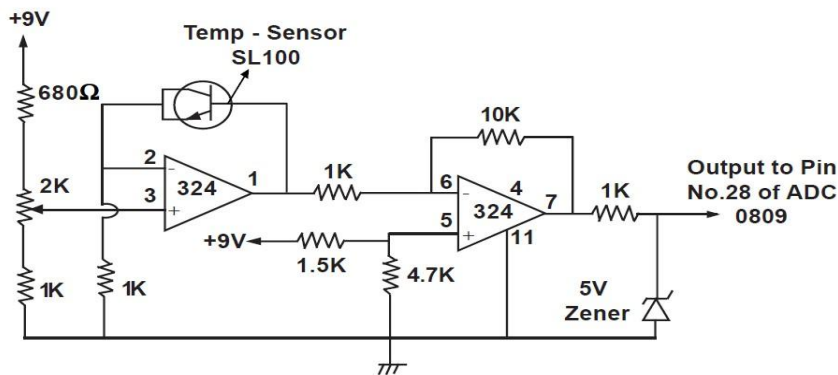 +9V
Temp - Sensor
SL100
680Ω
10K
2
3
324
1
1K
6
5
324
4
7
11
1K
Output to Pin
No.28 of ADC
0809
2K
+9V
1.5K
4.7K
5V
Zener
1K
1K